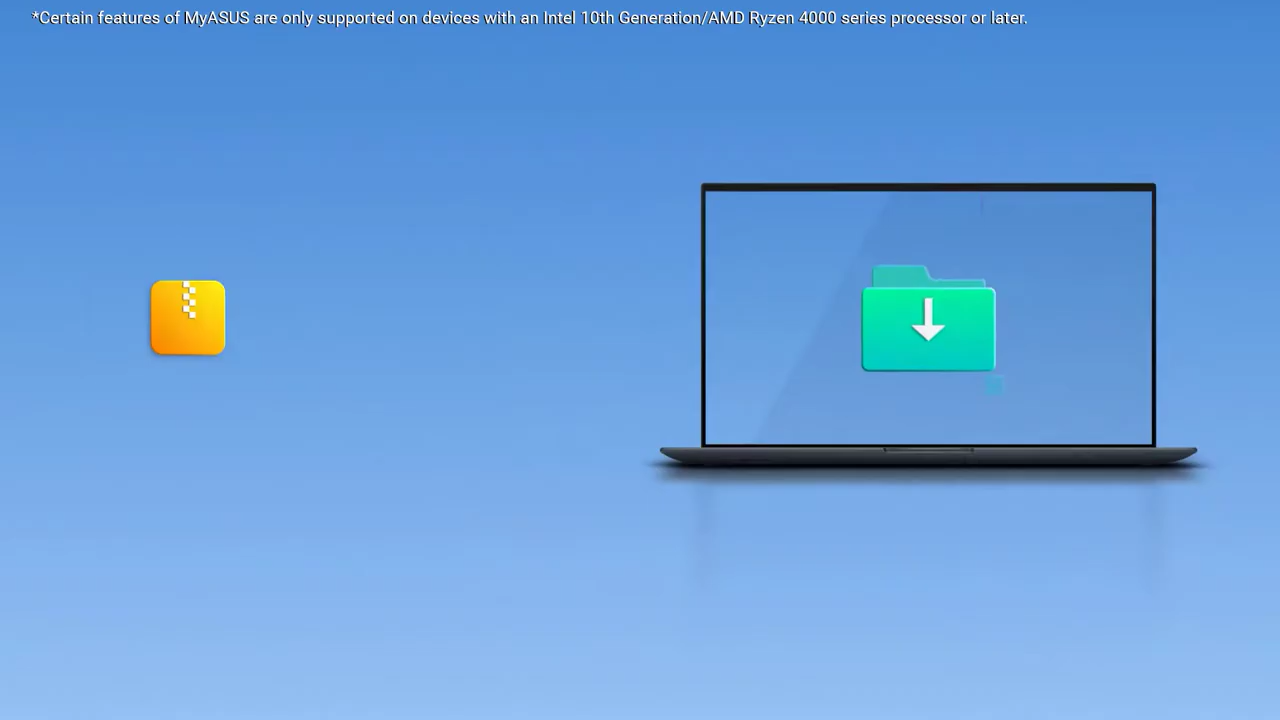 *Certain features of MyASUS are only supported on devices with an Intel 10th Generation/AMD Ryzen 4000 series processor or later.